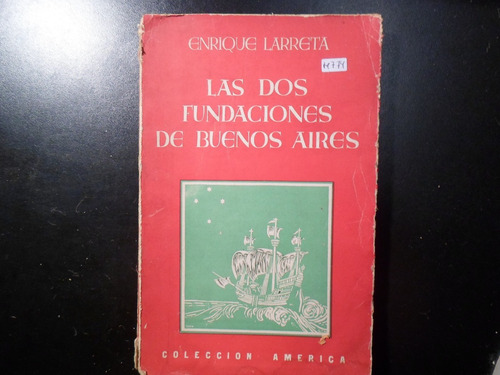 ENRIQUE LARRETA
LAS DOS
FUNDACIONES
DE BUENOS AIRES
COLECCION AMERICA